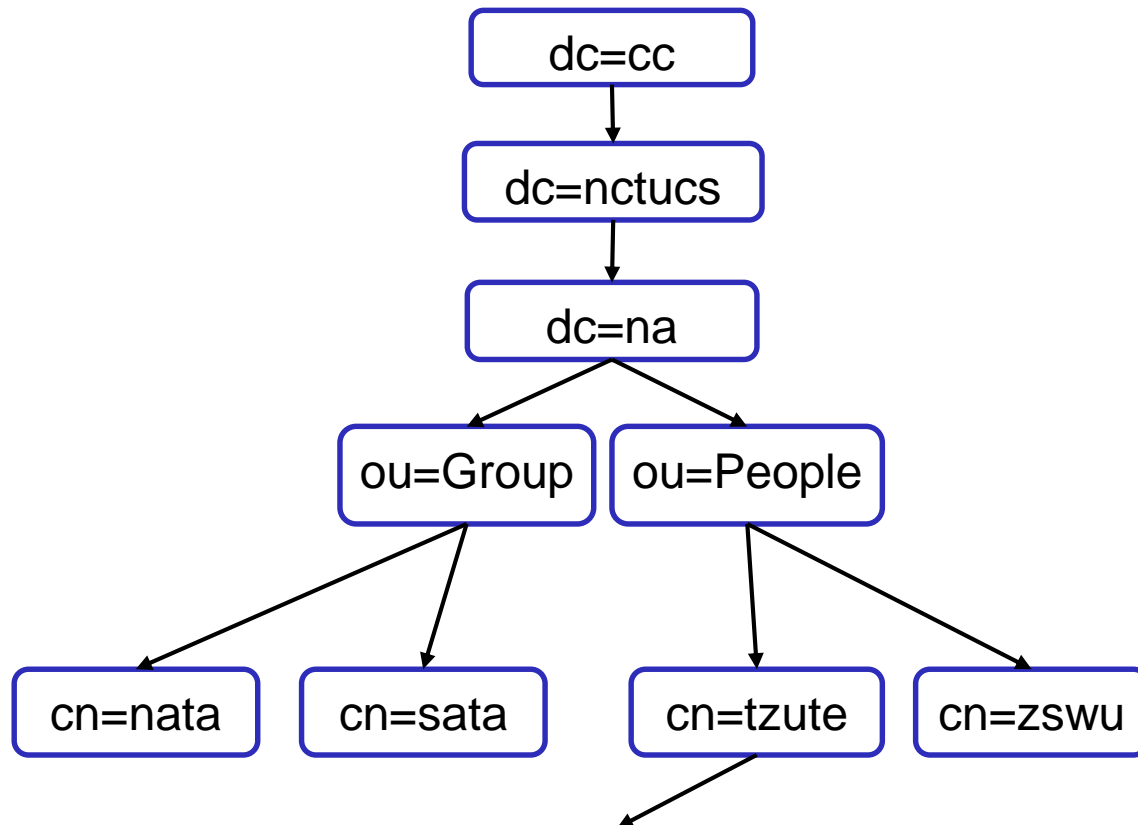 dc=cc
dc=nctucs
dc=na
ou=Group
ou=People
cn=nata
cn=sata
cn=tzute
cn=zswu